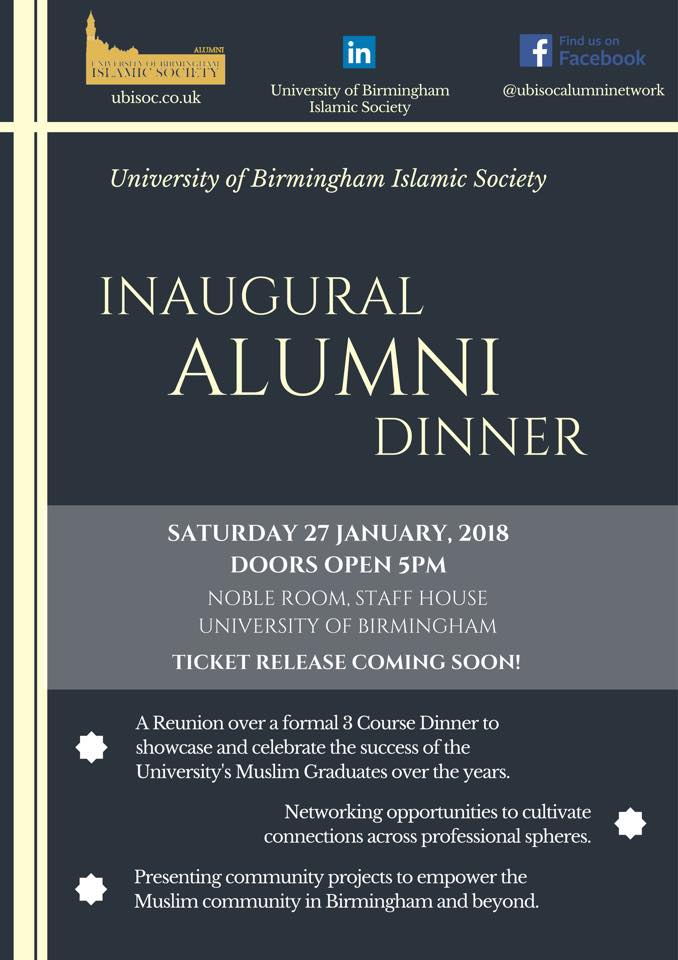 ALUMNI
UNIVERSITY OF BIRMINGHAM
ISLAMIC SOCIETY
ubisoc.co.uk
in
University of Birmingham
Islamic Society
f
Find us on
Facebook
@ubisocalumninetwork
University of Birmingham Islamic Society
INAUGURAL
ALUMNI
DINNER
SATURDAY 27 JANUARY, 2018
DOORS OPEN 5PM
NOBLE ROOM, STAFF HOUSE
UNIVERSITY OF BIRMINGHAM
TICKET RELEASE COMING SOON!
A Reunion over a formal 3 Course Dinner to
showcase and celebrate the success of the
University's Muslim Graduates over the years.
Networking opportunities to cultivate
connections across professional spheres.
Presenting community projects to empower the
Muslim community in Birmingham and beyond.